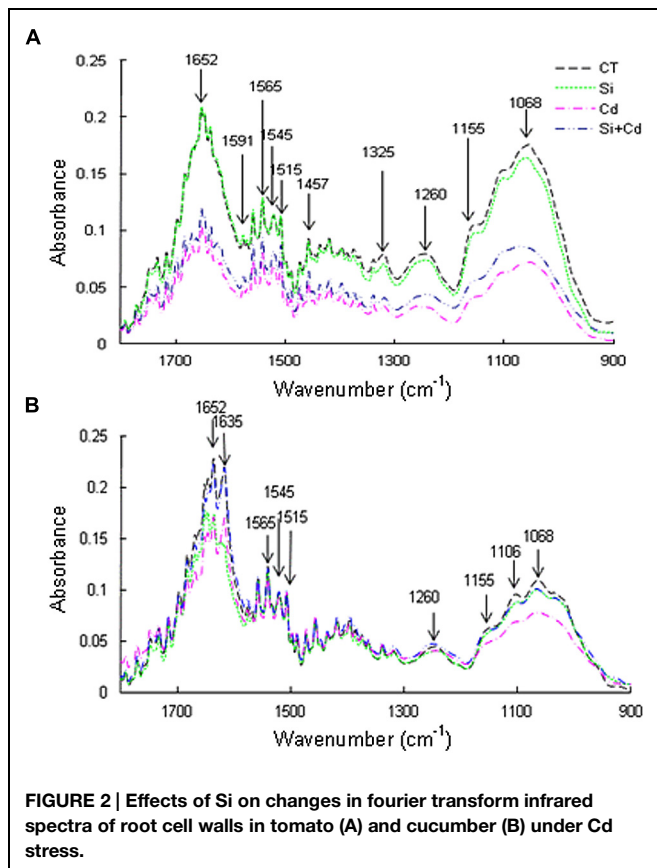 A
1652
1565
1591
1545
1515
1457
1325
1260
1155
1068
CT
Si
Cd
Si+Cd
0.2
0.15
0.1
0.05
0
Absorbance
1700 1500 1300 1100 900
Wavenumber (cm-1)
B
1652
1635
1545
1565
1515
1260
1155
1106
1068
0.25
0.2
0.15
0.1
0.05
0
Absorbance
1700 1500 1300 1100 900
Wavenumber (cm-1)
FIGURE 2 | Effects of Si on changes in fourier transform infrared
spectra of root cell walls in tomato (A) and cucumber (B) under Cd
stress.